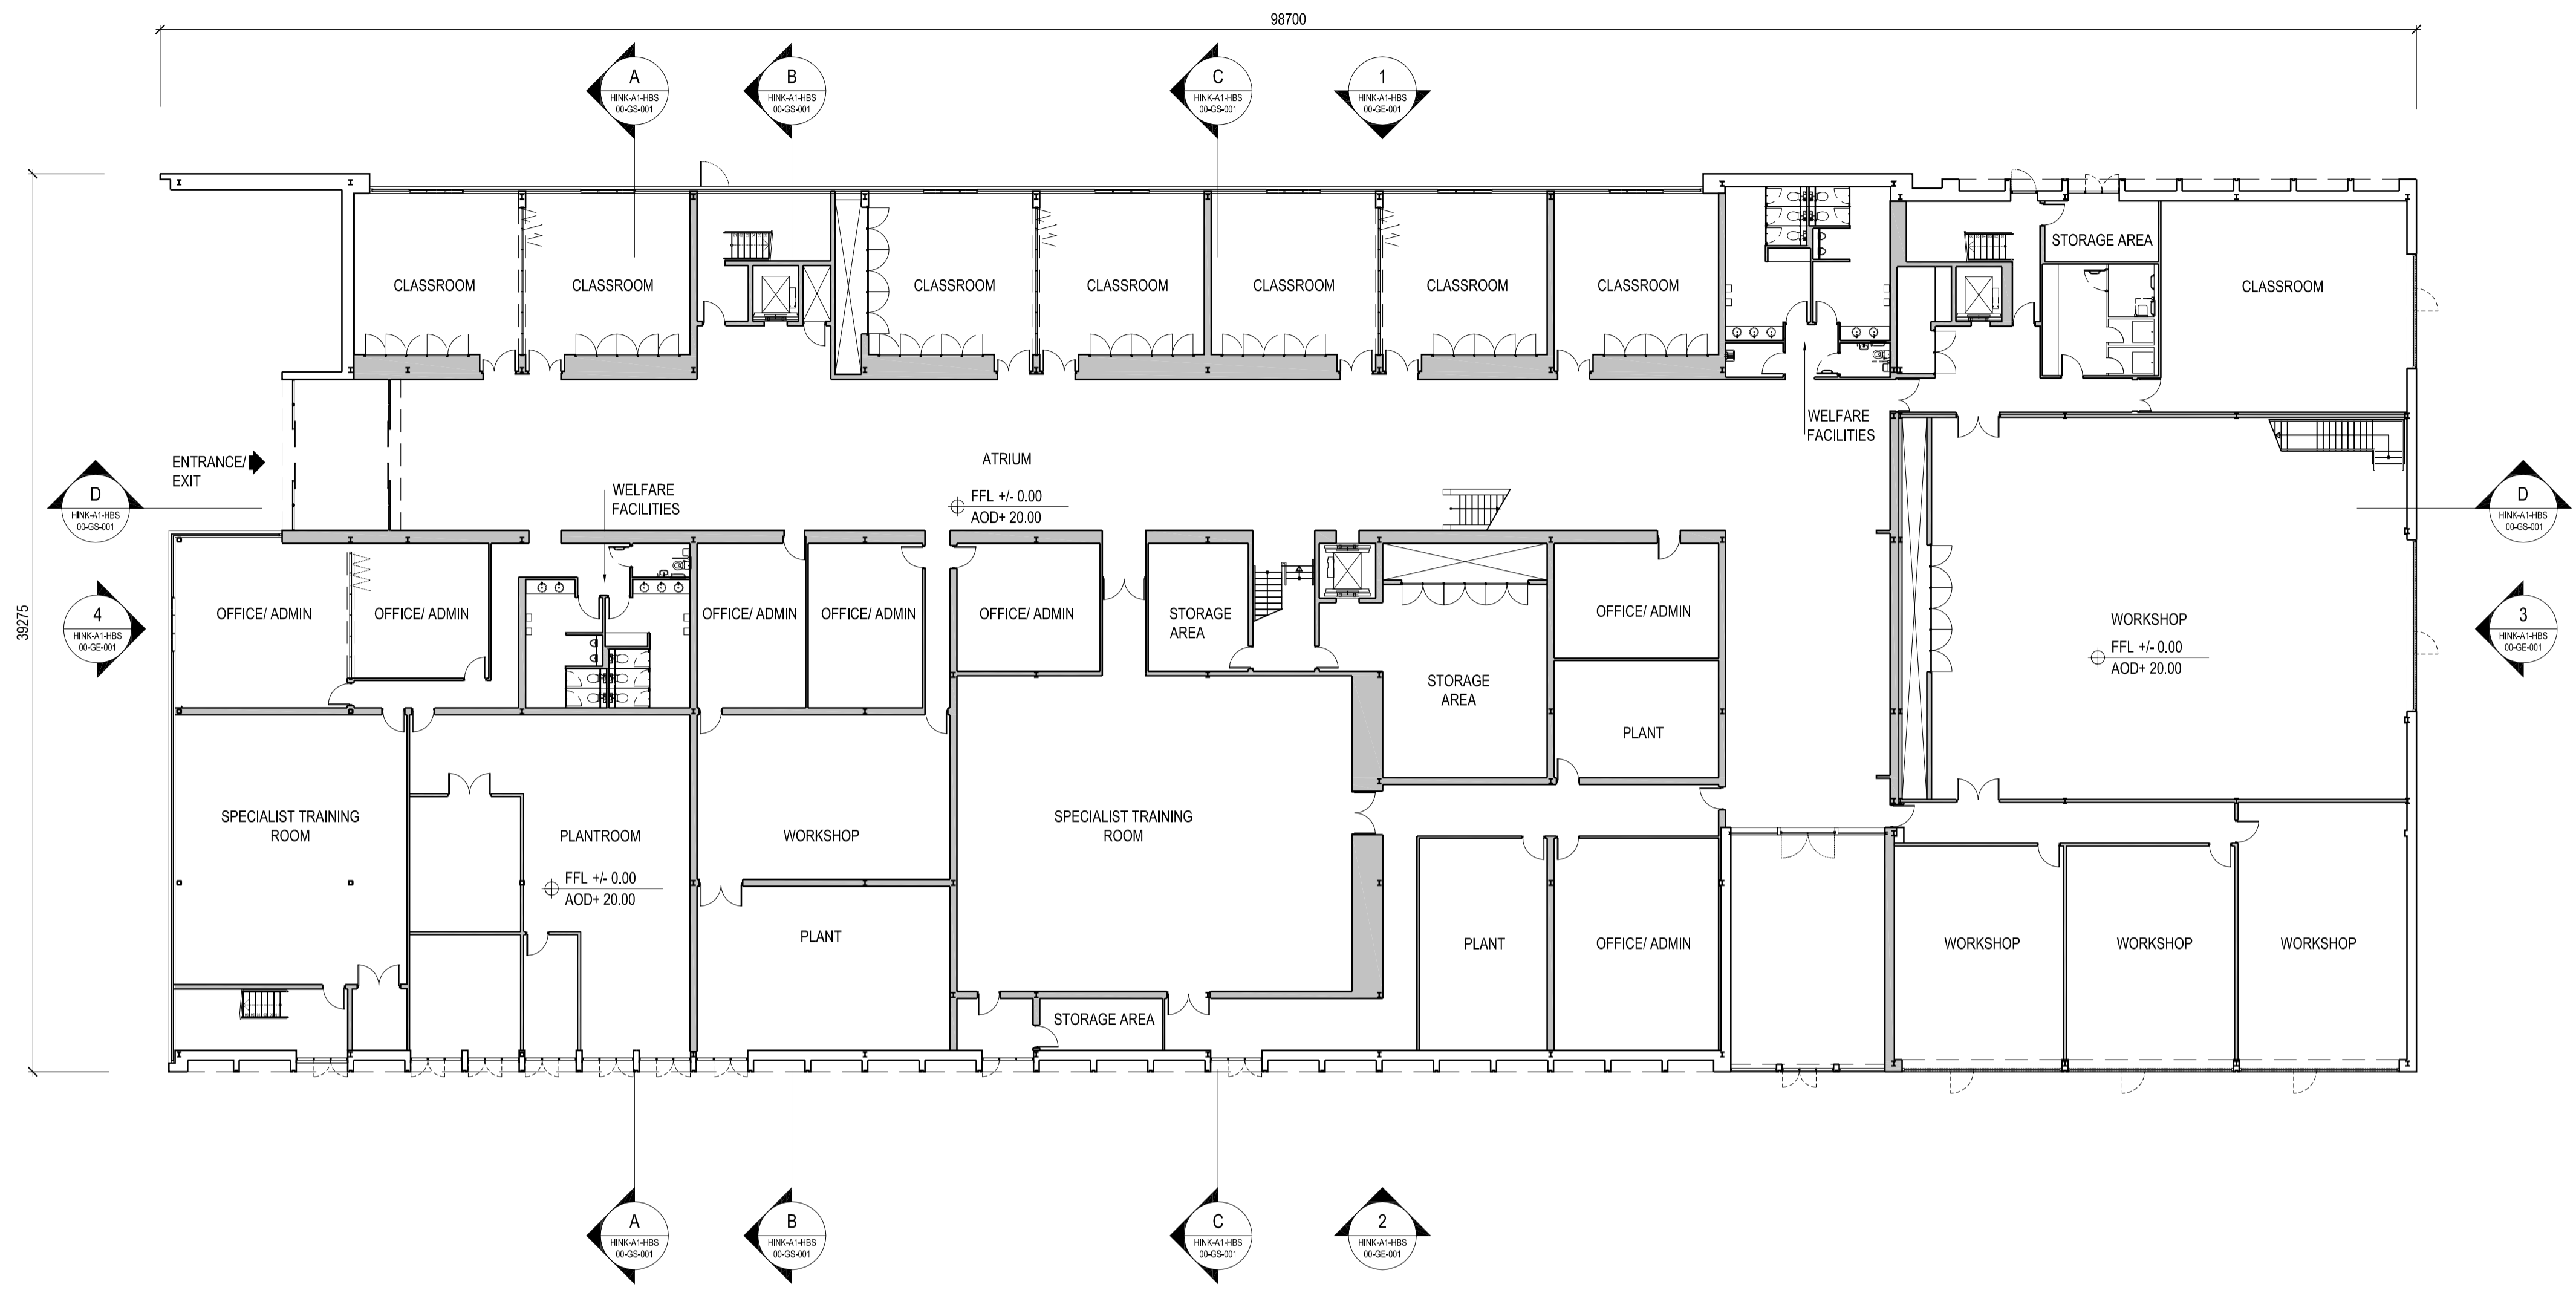 98700
A
HINK-A1-HBS
00-GS-001
B
HINK-A1-HBS
00-GS-001
C
HINK-A1-HBS
00-GS-001
1
HINK-A1-HBS
00-GE-001
STORAGE AREA
CLASSROOM
CLASSROOM
CLASSROOM
CLASSROOM
CLASSROOM
CLASSROOM
CLASSROOM
CLASSROOM
WELFARE
FACILITIES
ENTRANCE/
EXIT
ATRIUM
D
HINK-A1-HBS
00-GS-001
WELFARE
FACILITIES
FFL +/- 0.00
AOD+ 20.00
D
HINK-A1-HBS
00-GS-001
39275
4
HINK-A1-HBS
00-GE-001
OFFICE/ ADMIN
OFFICE/ ADMIN
OFFICE/ ADMIN
OFFICE/ ADMIN
OFFICE/ ADMIN
STORAGE
AREA
OFFICE/ ADMIN
WORKSHOP
FFL +/- 0.00
AOD+ 20.00
3
HINK-A1-HBS
00-GE-001
STORAGE
AREA
PLANT
SPECIALIST TRAINING
ROOM
PLANTROOM
FFL +/- 0.00
AOD+ 20.00
WORKSHOP
SPECIALIST TRAINING
ROOM
PLANT
PLANT
OFFICE/ ADMIN
WORKSHOP
WORKSHOP
WORKSHOP
STORAGE AREA
A
HINK-A1-HBS
00-GS-001
B
HINK-A1-HBS
00-GS-001
C
HINK-A1-HBS
00-GS-001
2
HINK-A1-HBS
00-GE-001